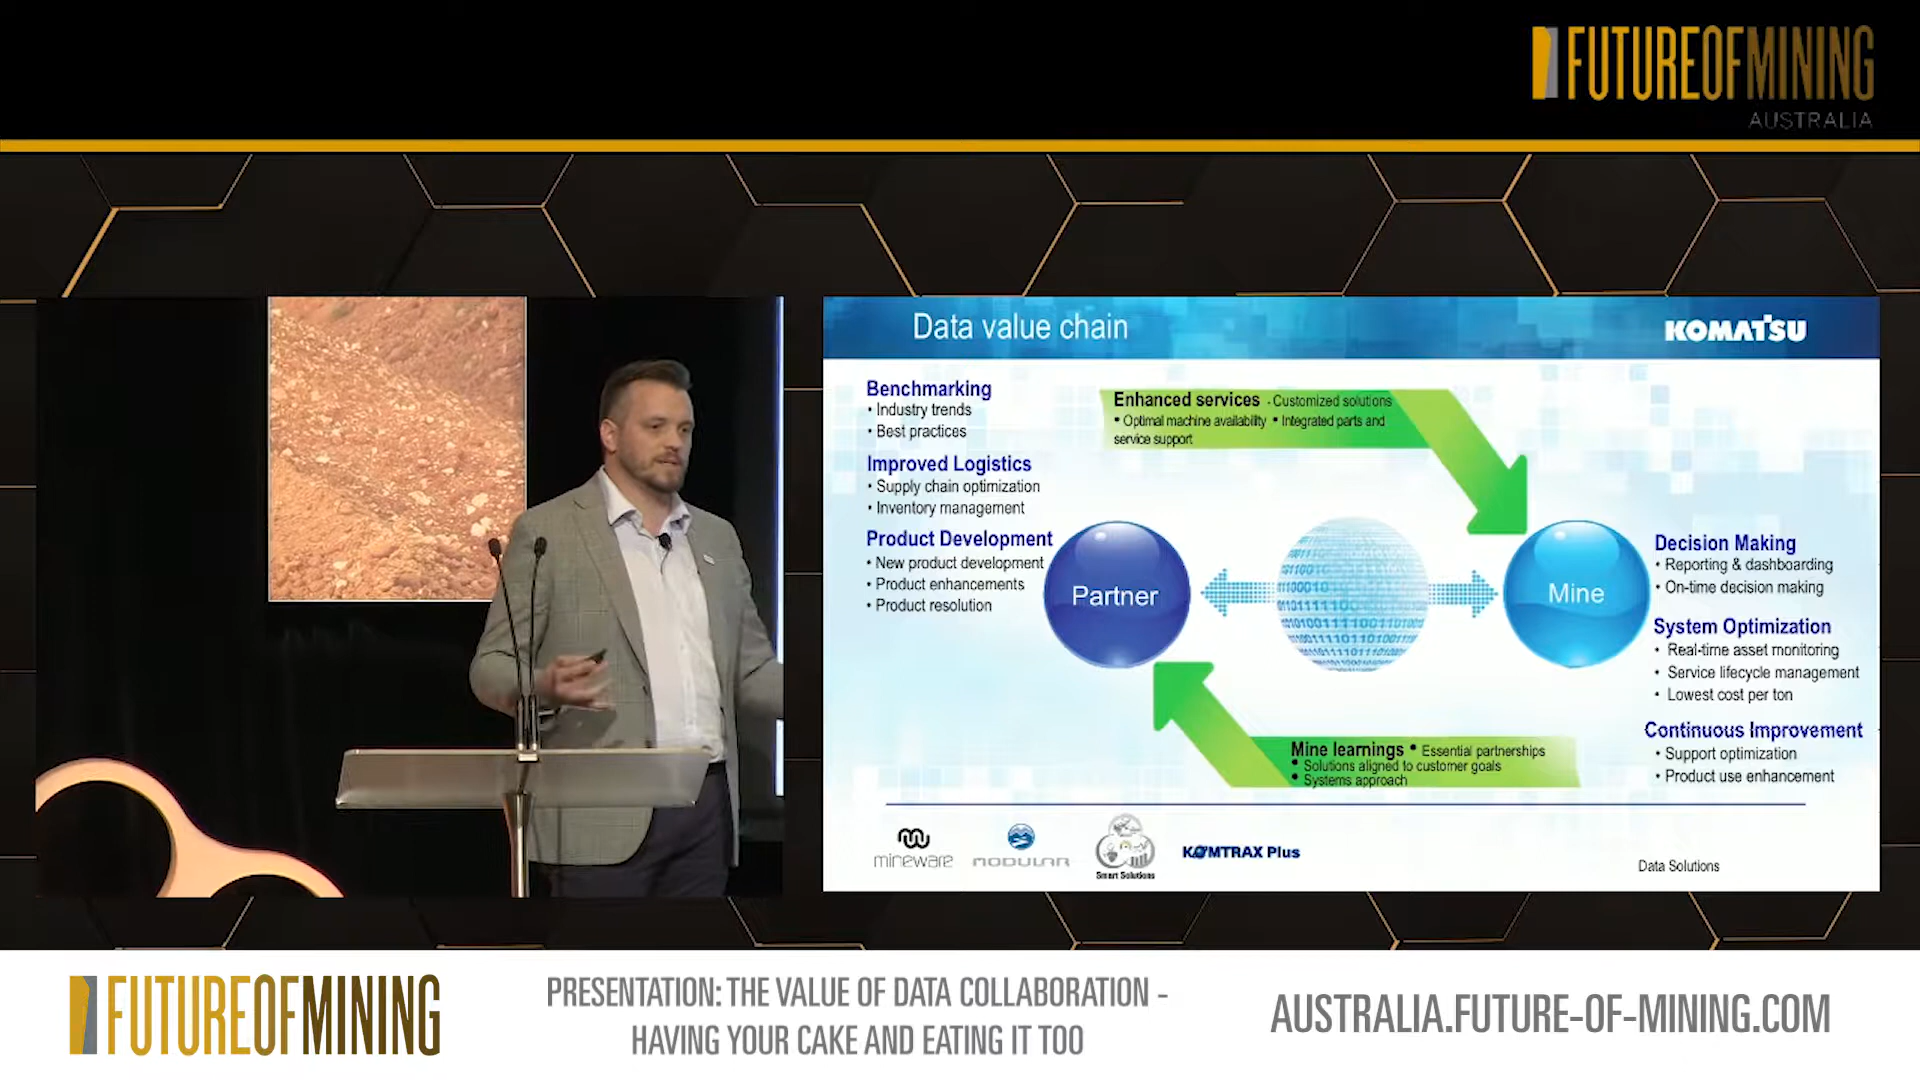 FUTUREOFMINING
AUSTRALIA
Data value chain
KOMATSU
Benchmarking
• Industry trends
• Best practices
Improved Logistics
• Supply chain optimization
• Inventory management
Product Development
• New product development
• Product enhancements
• Product resolution
Enhanced services - Customized solutions
• Optimal machine availability • Integrated parts and
service support
Partner
Mine
Decision Making
• Reporting & dashboarding
• On-time decision making
System Optimization
• Real-time asset monitoring
• Service lifecycle management
• Lowest cost per ton
Continuous Improvement
• Support optimization
• Product use enhancement
Mine learnings • Essential partnerships
• Solutions aligned to customer goals
• Systems approach
mineware
MODULAR
Smart Solutions
KOMTRAX Plus
Data Solutions
FUTUREOFMINING
PRESENTATION: THE VALUE OF DATA COLLABORATION -
HAVING YOUR CAKE AND EATING IT TOO
AUSTRALIA.FUTURE-OF-MINING.COM